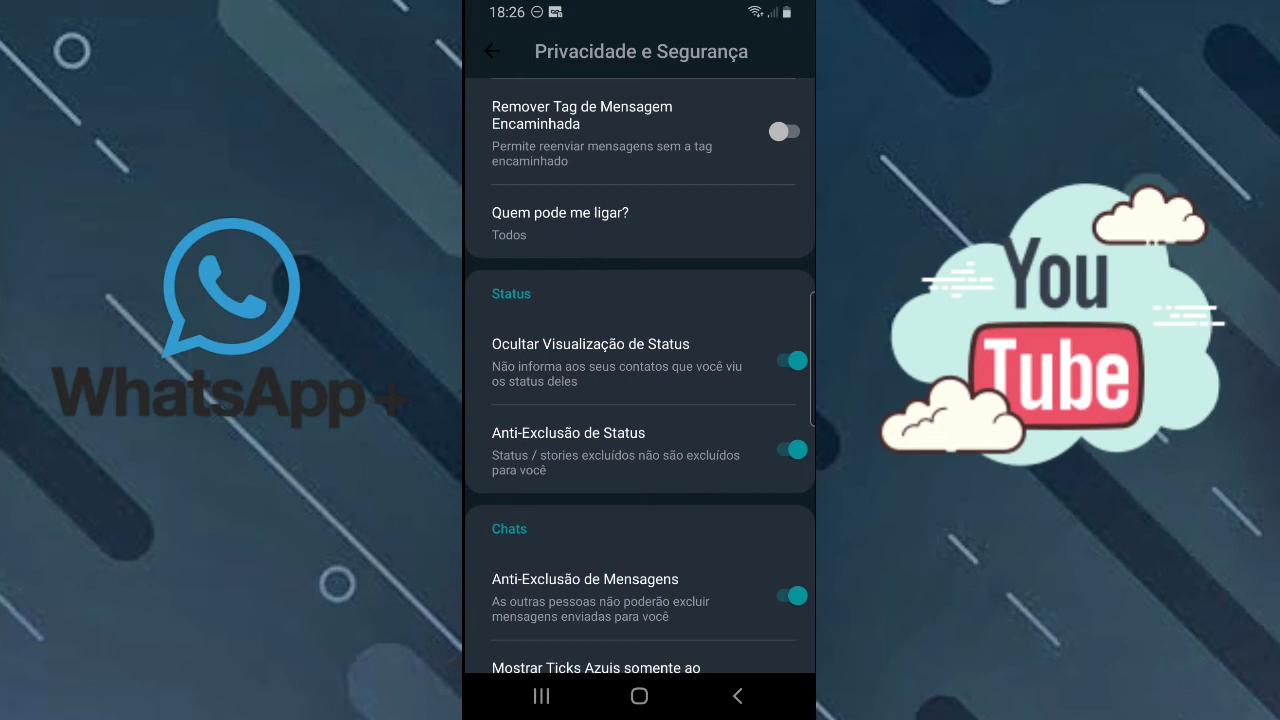 18:26
Privacidade e Segurança
Remover Tag de Mensagem
Encaminhada
Permite reenviar mensagens sem a tag
encaminhado
Quem pode me ligar?
Todos
Status
Ocultar Visualização de Status
Não informa aos seus contatos que você viu
os status deles
Anti-Exclusão de Status
Status / stories excluídos não são excluídos
para você
Chats
Anti-Exclusão de Mensagens
As outras pessoas não poderão excluir
mensagens enviadas para você
Mostrar Ticks Azuis somente ao
WhatsApp+
You
Tube